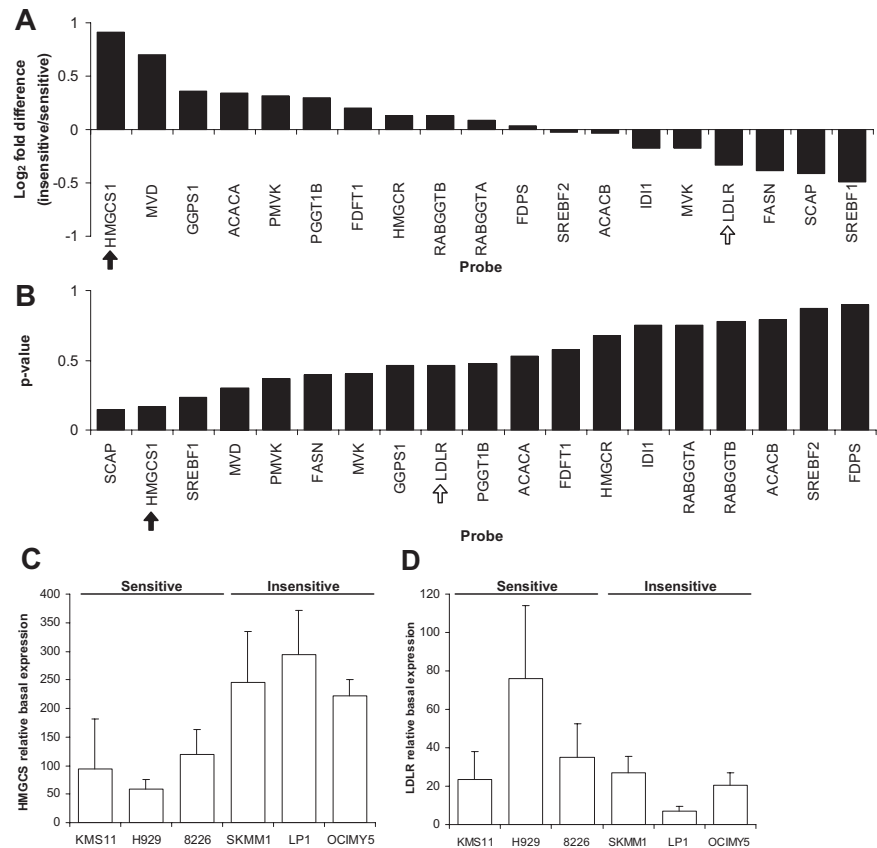 A
Log2 fold difference
(insensitive/sensitive)
1
0.5
0
-0.5
-1
HMGCS1
MVD
GGPS1
ACACA
PMVK
PGGT1B
FDFT1
HMGCR
RABGGTB
RABGGTA
FDPS
SREBF2
ACACB
IDI1
MVK
LDLR
FASN
SCAP
SREBF1
Probe
B
p-value
1
0.5
0
SCAP
HMGCS1
SREBF1
MVD
PMVK
FASN
MVK
GGPS1
LDLR
PGGT1B
ACACA
FDFT1
HMGCR
IDI1
RABGGTA
RABGGTB
ACACB
SREBF2
FDPS
Probe
C
Sensitive Insensitive
HMGCS relative basal expression
400
350
300
250
200
150
100
50
0
KMS11 H929 8226 SKMM1 LP1 OCIMY5
D
Sensitive Insensitive
LDLR relative basal expression
120
100
80
60
40
20
0
KMS11 H929 8226 SKMM1 LP1 OCIMY5